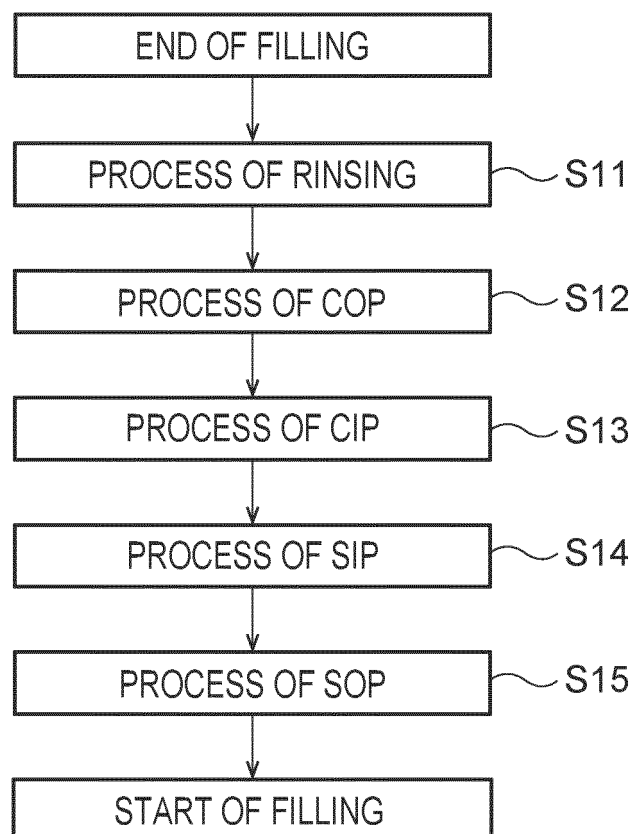 END OF FILLING
PROCESS OF RINSING S11
PROCESS OF COP S12
PROCESS OF CIP S13
PROCESS OF SIP S14
PROCESS OF SOP S15
START OF FILLING